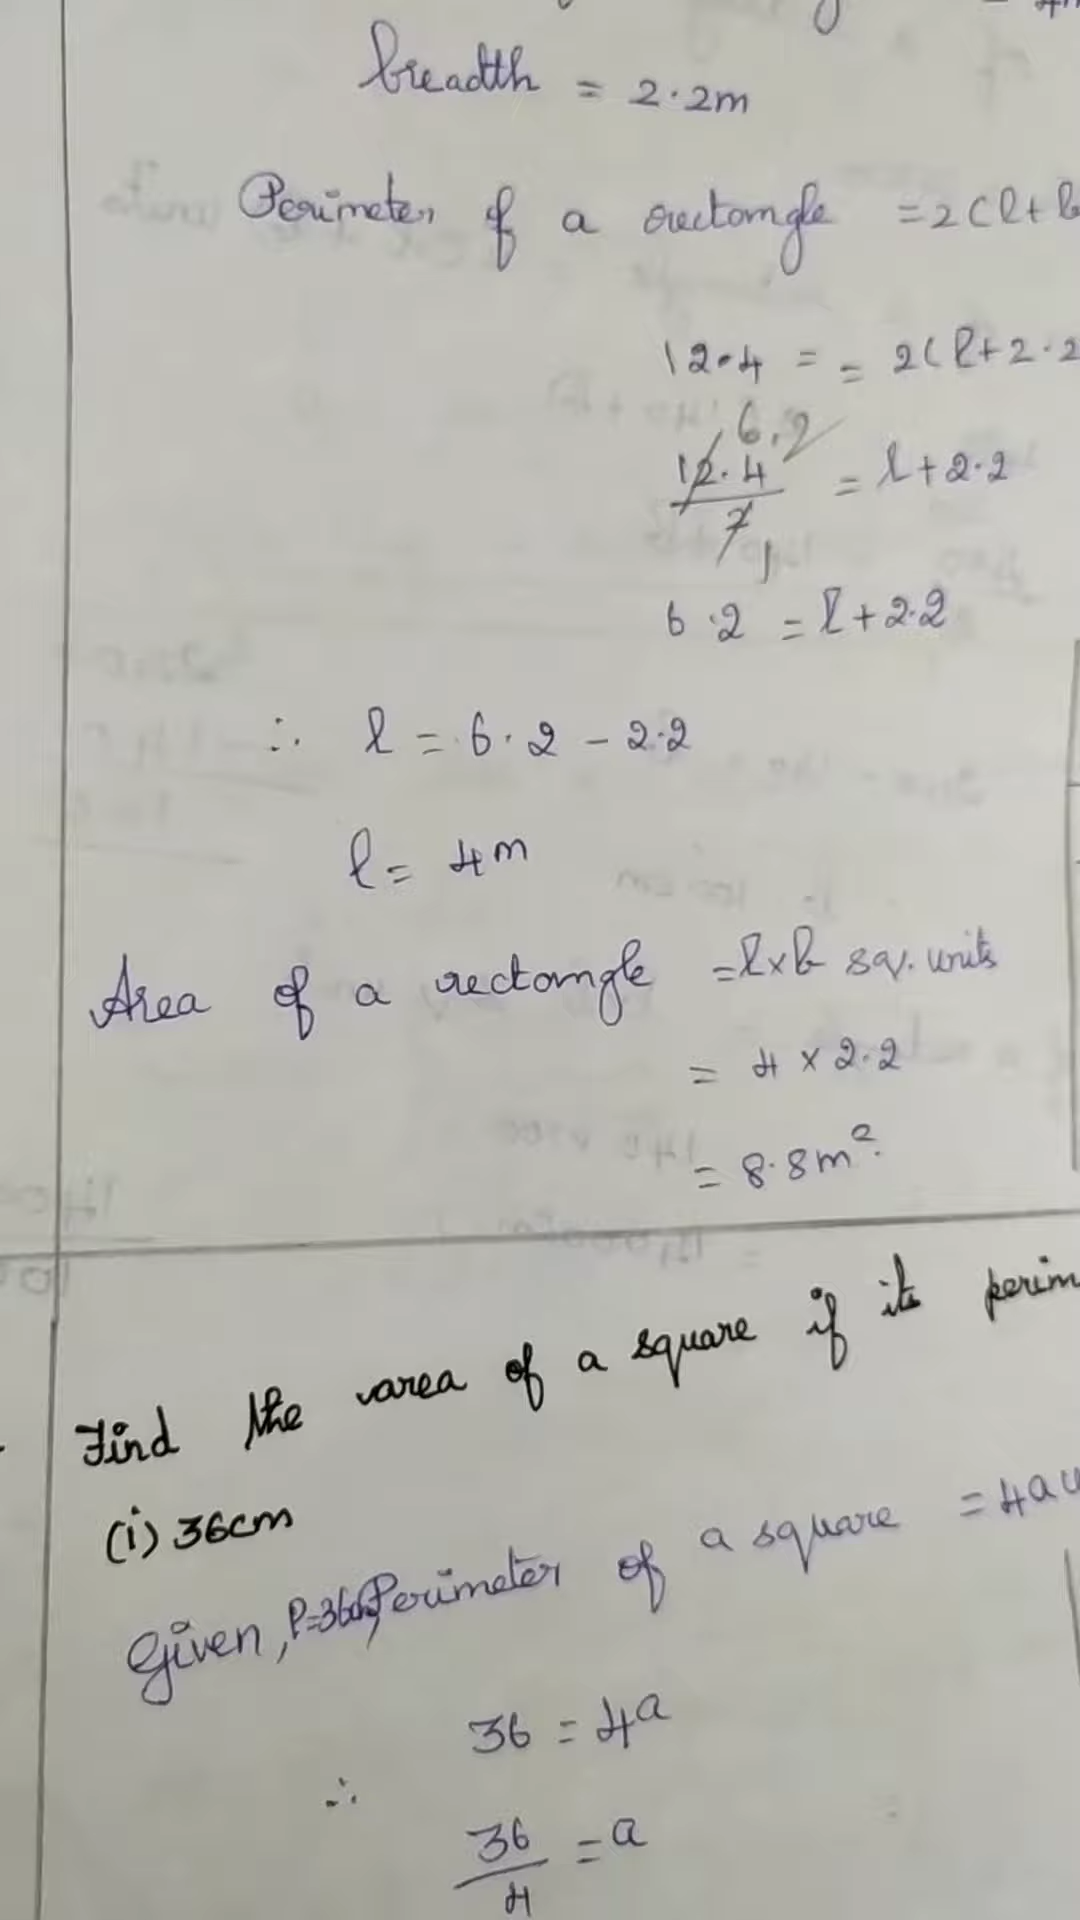 breadth = 2.2m
Perimeter of a rectangle = 2(l+b
12.4 = = 2(l+2.2
6.2
12.4 / 2 = l+2.2
1
6.2 = l+2.2
∴ l = 6.2 - 2.2
l = 4m
Area of a rectangle = l×b sq. units
= 4 × 2.2
= 8.8m².
Find the area of a square if its perim
(i) 36cm
Given, P=36cm, Perimeter of a square = 4a u
36 = 4a
∴
36 / 4 = a